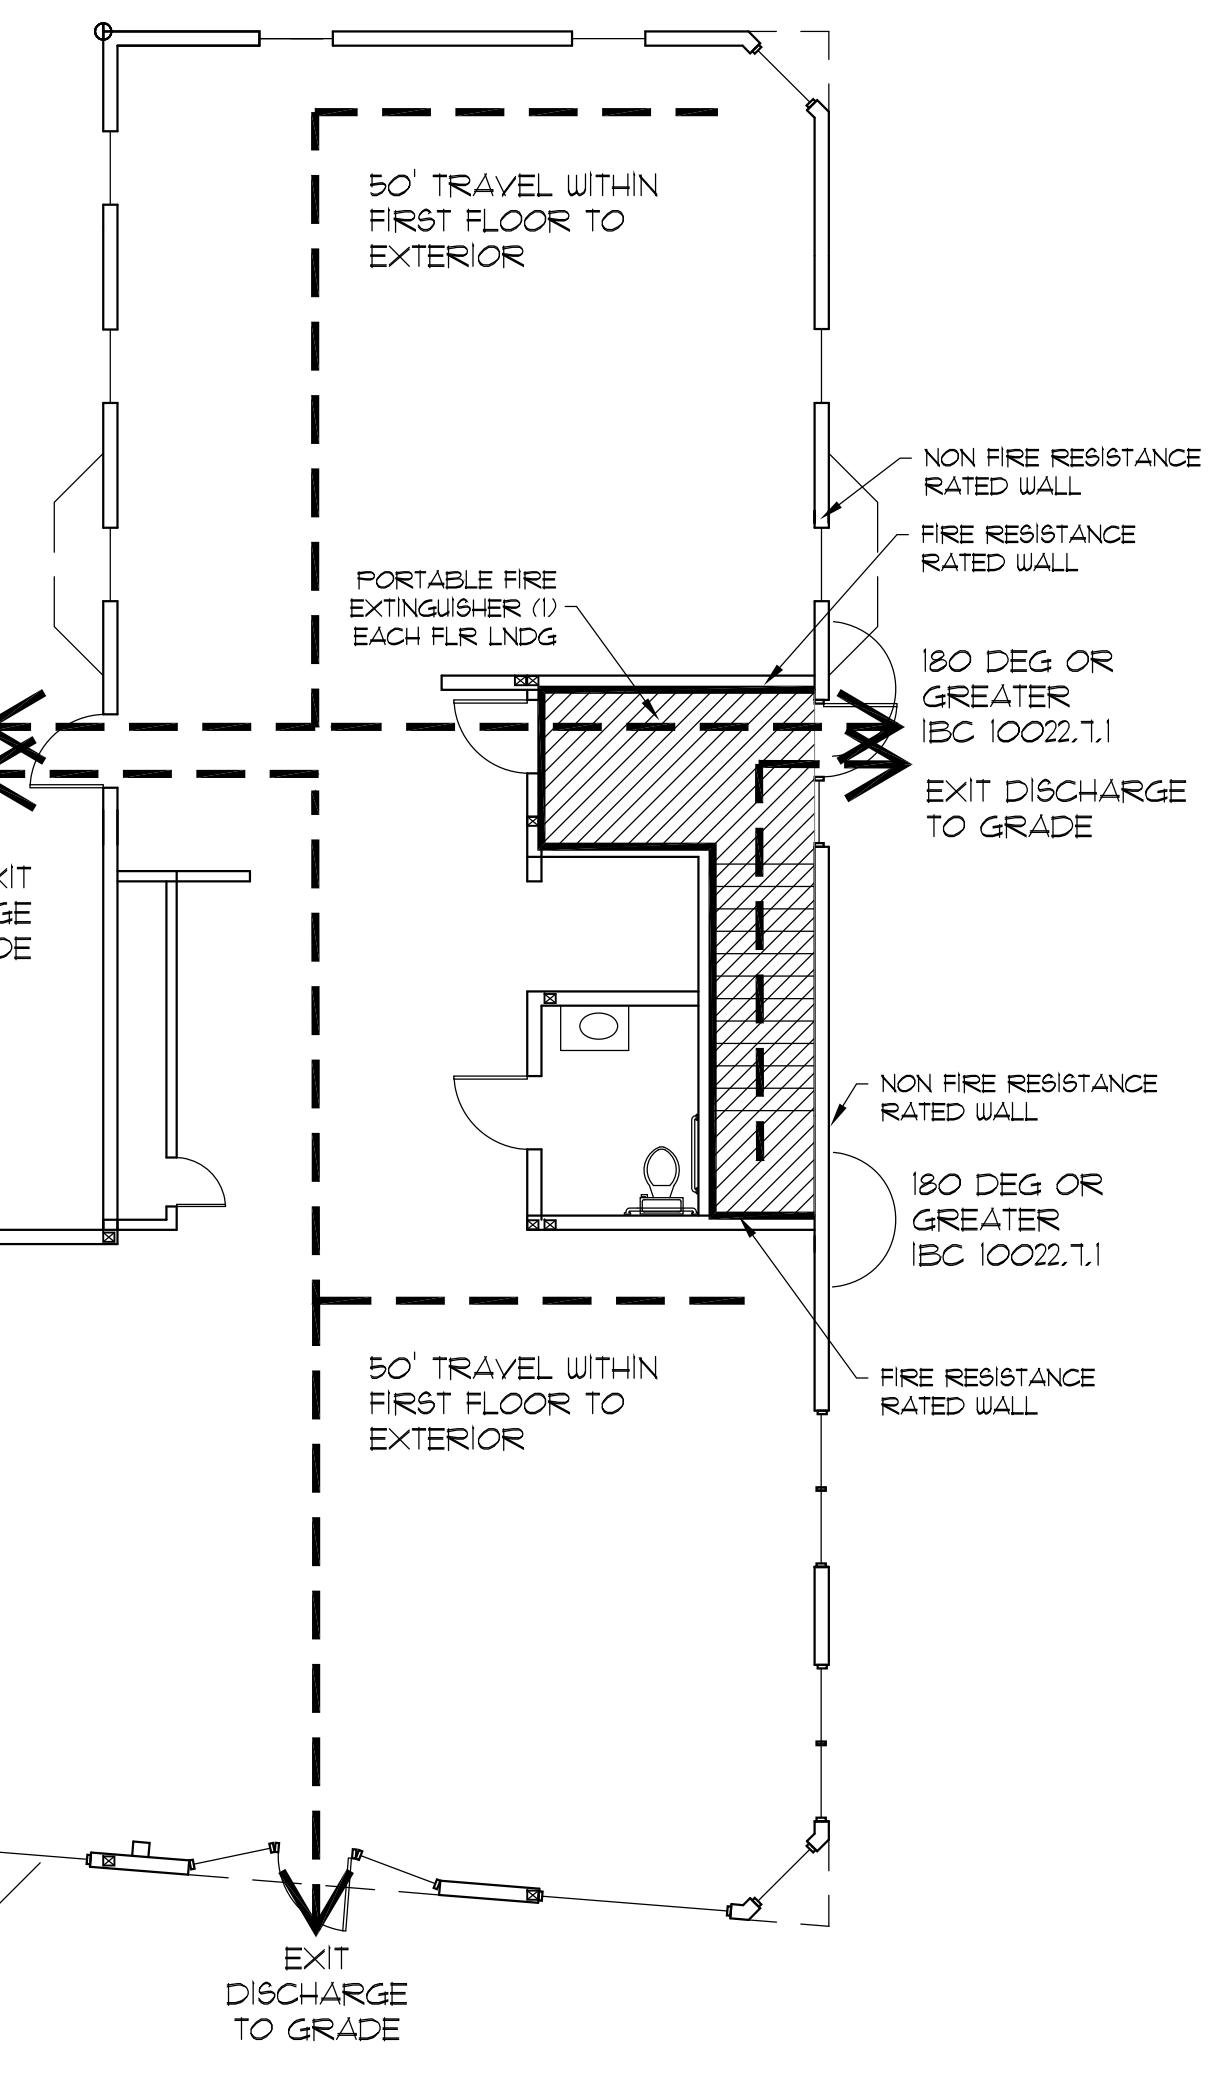 50' TRAVEL WITHIN
FIRST FLOOR TO
EXTERIOR
NON FIRE RESISTANCE
RATED WALL
FIRE RESISTANCE
RATED WALL
PORTABLE FIRE
EXTINGUISHER (1)
EACH FLR LNDG
180 DEG OR
GREATER
IBC 10022.7.1
EXIT DISCHARGE
TO GRADE
XIT
GE
DE
NON FIRE RESISTANCE
RATED WALL
180 DEG OR
GREATER
IBC 10022.7.1
50' TRAVEL WITHIN
FIRST FLOOR TO
EXTERIOR
FIRE RESISTANCE
RATED WALL
EXIT
DISCHARGE
TO GRADE